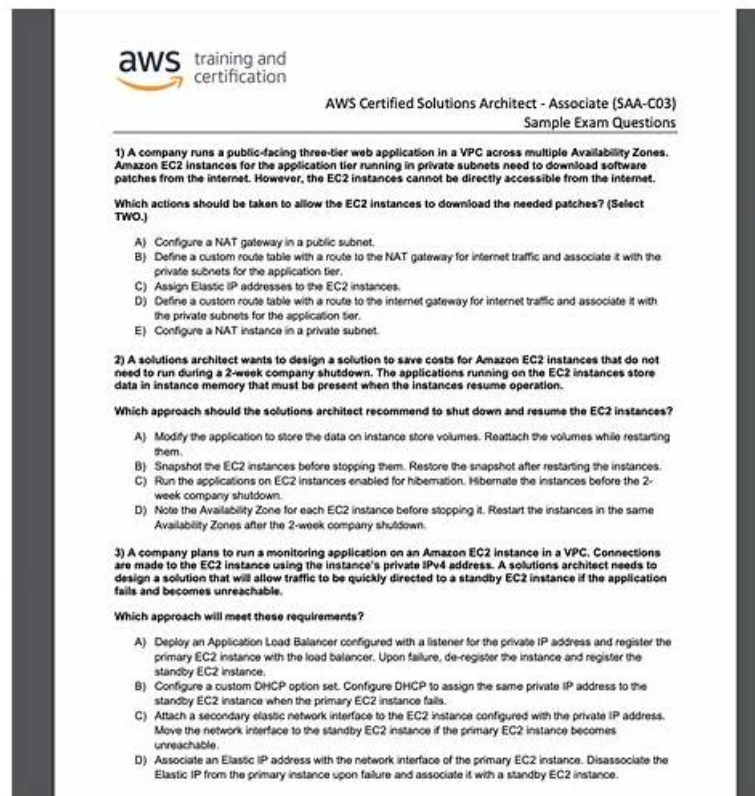 aws training and
certification
AWS Certified Solutions Architect - Associate (SAA-C03)
Sample Exam Questions
1) A company runs a public-facing three-tier web application in a VPC across multiple Availability Zones.
Amazon EC2 instances for the application tier running in private subnets need to download software
patches from the internet. However, the EC2 instances cannot be directly accessible from the internet.
Which actions should be taken to allow the EC2 instances to download the needed patches? (Select
TWO.)
A) Configure a NAT gateway in a public subnet.
B) Define a custom route table with a route to the NAT gateway for internet traffic and associate it with the
private subnets for the application tier.
C) Assign Elastic IP addresses to the EC2 instances.
D) Define a custom route table with a route to the internet gateway for internet traffic and associate it with
the private subnets for the application tier.
E) Configure a NAT instance in a private subnet.
2) A solutions architect wants to design a solution to save costs for Amazon EC2 instances that do not
need to run during a 2-week company shutdown. The applications running on the EC2 instances store
data in instance memory that must be present when the instances resume operation.
Which approach should the solutions architect recommend to shut down and resume the EC2 instances?
A) Modify the application to store the data on instance store volumes. Reattach the volumes while restarting
them.
B) Snapshot the EC2 instances before stopping them. Restore the snapshot after restarting the instances.
C) Run the applications on EC2 instances enabled for hibernation. Hibernate the instances before the 2-
week company shutdown.
D) Note the Availability Zone for each EC2 instance before stopping it. Restart the instances in the same
Availability Zones after the 2-week company shutdown.
3) A company plans to run a monitoring application on an Amazon EC2 instance in a VPC. Connections
are made to the EC2 instance using the instance's private IPv4 address. A solutions architect needs to
design a solution that will allow traffic to be quickly directed to a standby EC2 instance if the application
fails and becomes unreachable.
Which approach will meet these requirements?
A) Deploy an Application Load Balancer configured with a listener for the private IP address and register the
primary EC2 instance with the load balancer. Upon failure, de-register the instance and register the
standby EC2 instance.
B) Configure a custom DHCP option set. Configure DHCP to assign the same private IP address to the
standby EC2 instance when the primary EC2 instance fails.
C) Attach a secondary elastic network interface to the EC2 instance configured with the private IP address.
Move the network interface to the standby EC2 instance if the primary EC2 instance becomes
unreachable.
D) Associate an Elastic IP address with the network interface of the primary EC2 instance. Disassociate the
Elastic IP from the primary instance upon failure and associate it with a standby EC2 instance.